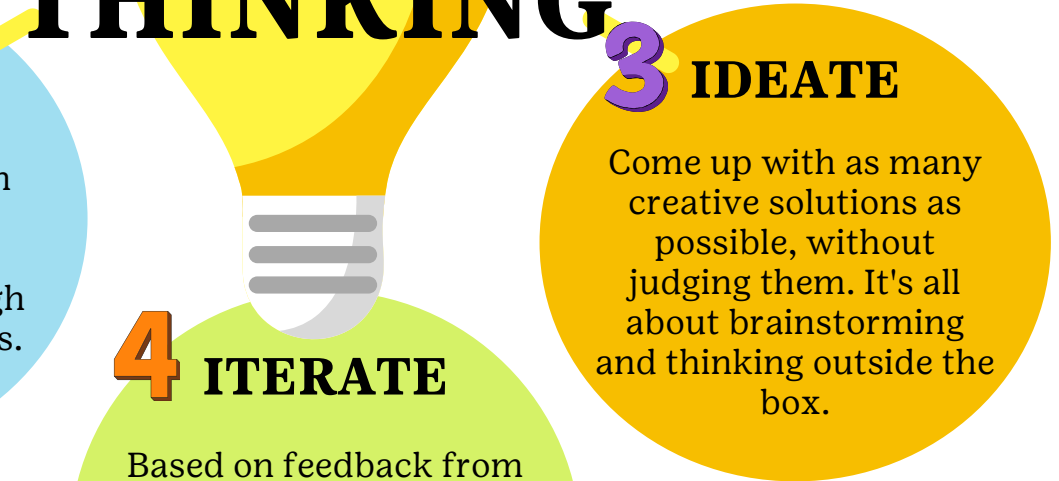 THINKING
3 IDEATE
Come up with as many
creative solutions as
possible, without
judging them. It's all
about brainstorming
and thinking outside the
box.
4 ITERATE
Based on feedback from